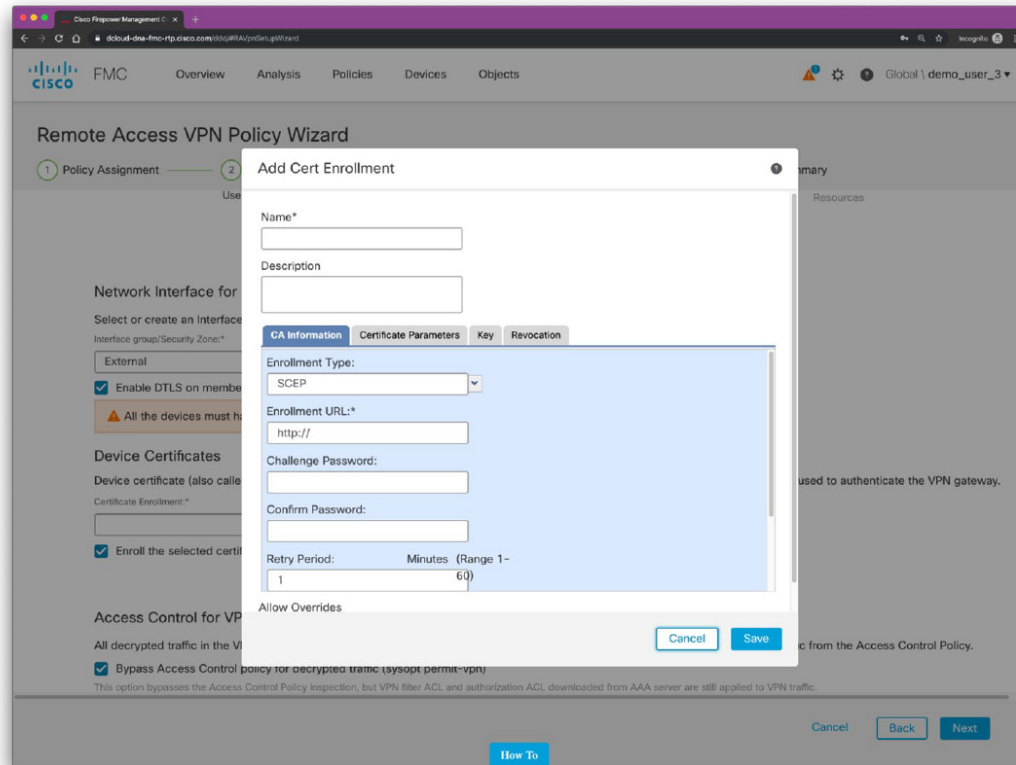 Cisco Firepower Management C
dcloud-dna-fmc-rtp.cisco.com/ddd/#RAVpnSetupWizard
Incognito
CISCO
FMC Overview Analysis Policies Devices Objects
Global \ demo_user_3
Remote Access VPN Policy Wizard
1 Policy Assignment 2
mmary
Use
Resources
Add Cert Enrollment
Name*
Description
CA Information Certificate Parameters Key Revocation
Enrollment Type:
SCEP
Enrollment URL:*
http://
Challenge Password:
Confirm Password:
Retry Period: Minutes (Range 1-
60)
1
Allow Overrides
Cancel Save
Network Interface for
Select or create an Interface
Interface group/Security Zone:*
External
Enable DTLS on membe
All the devices must ha
Device Certificates
Device certificate (also calle used to authenticate the VPN gateway.
Certificate Enrollment:*
Enroll the selected certif
Access Control for VP
All decrypted traffic in the V c from the Access Control Policy.
Bypass Access Control policy for decrypted traffic (sysopt permit-vpn)
This option bypasses the Access Control Policy inspection, but VPN filter ACL and authorization ACL downloaded from AAA server are still applied to VPN traffic.
Cancel Back Next
How To